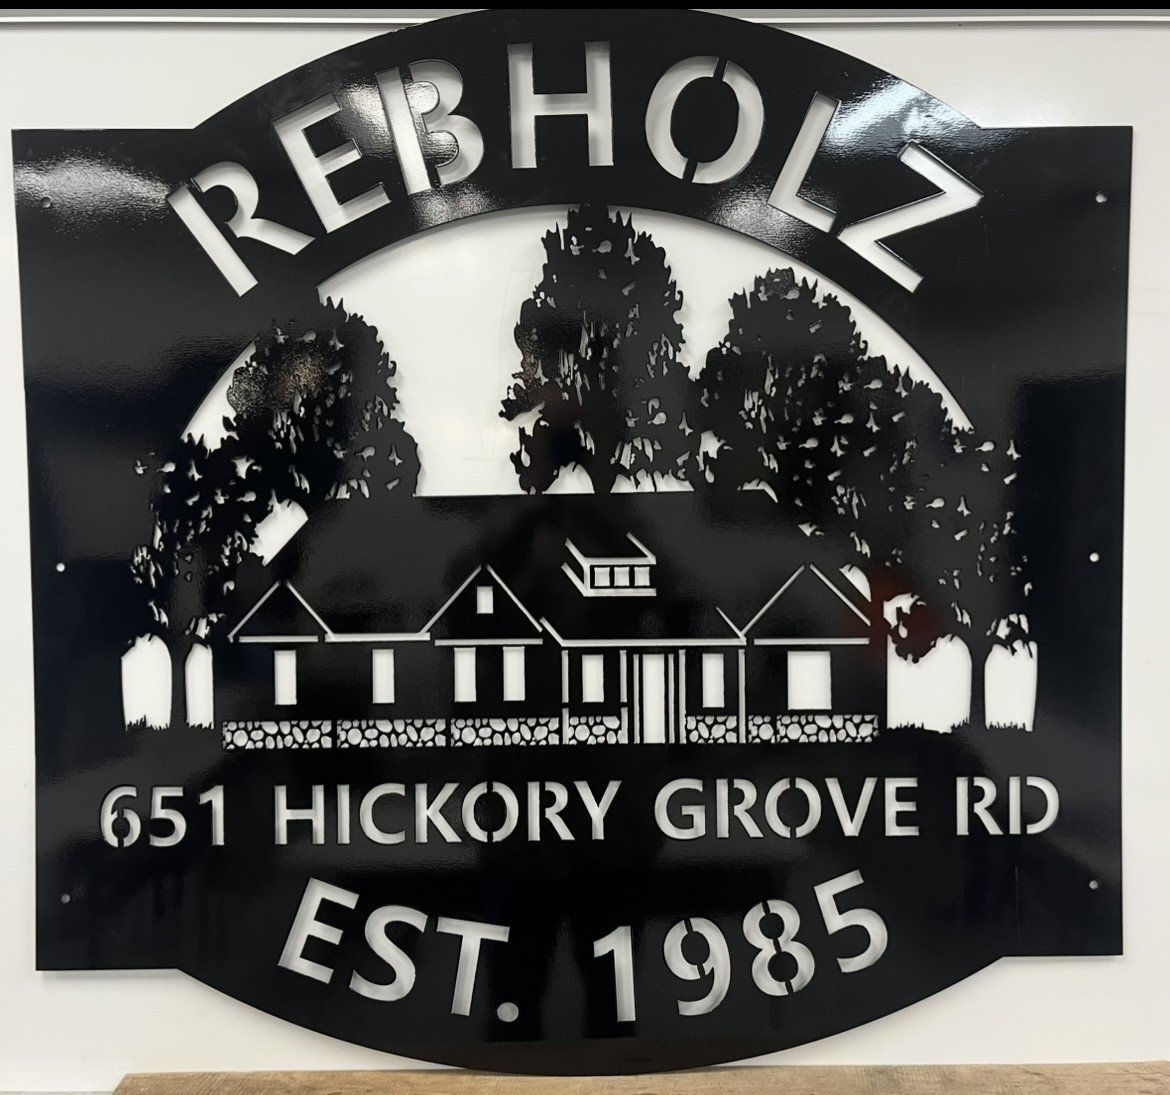 REBHOLZ
651 HICKORY GROVE RD
EST. 1985